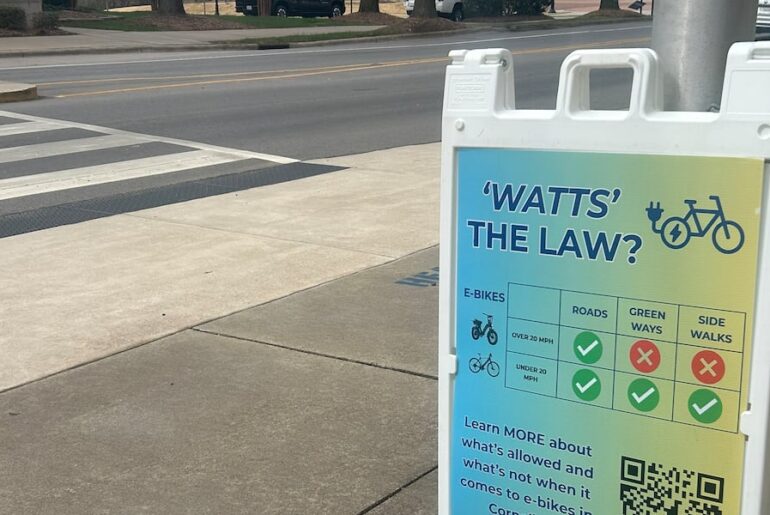 'WATTS'
THE LAW?
E-BIKES
ROADS
GREEN
WAYS
SIDE
WALKS
OVER 20 MPH
UNDER 20
MPH
Learn MORE about
what's allowed and
what's not when it
comes to e-bikes in